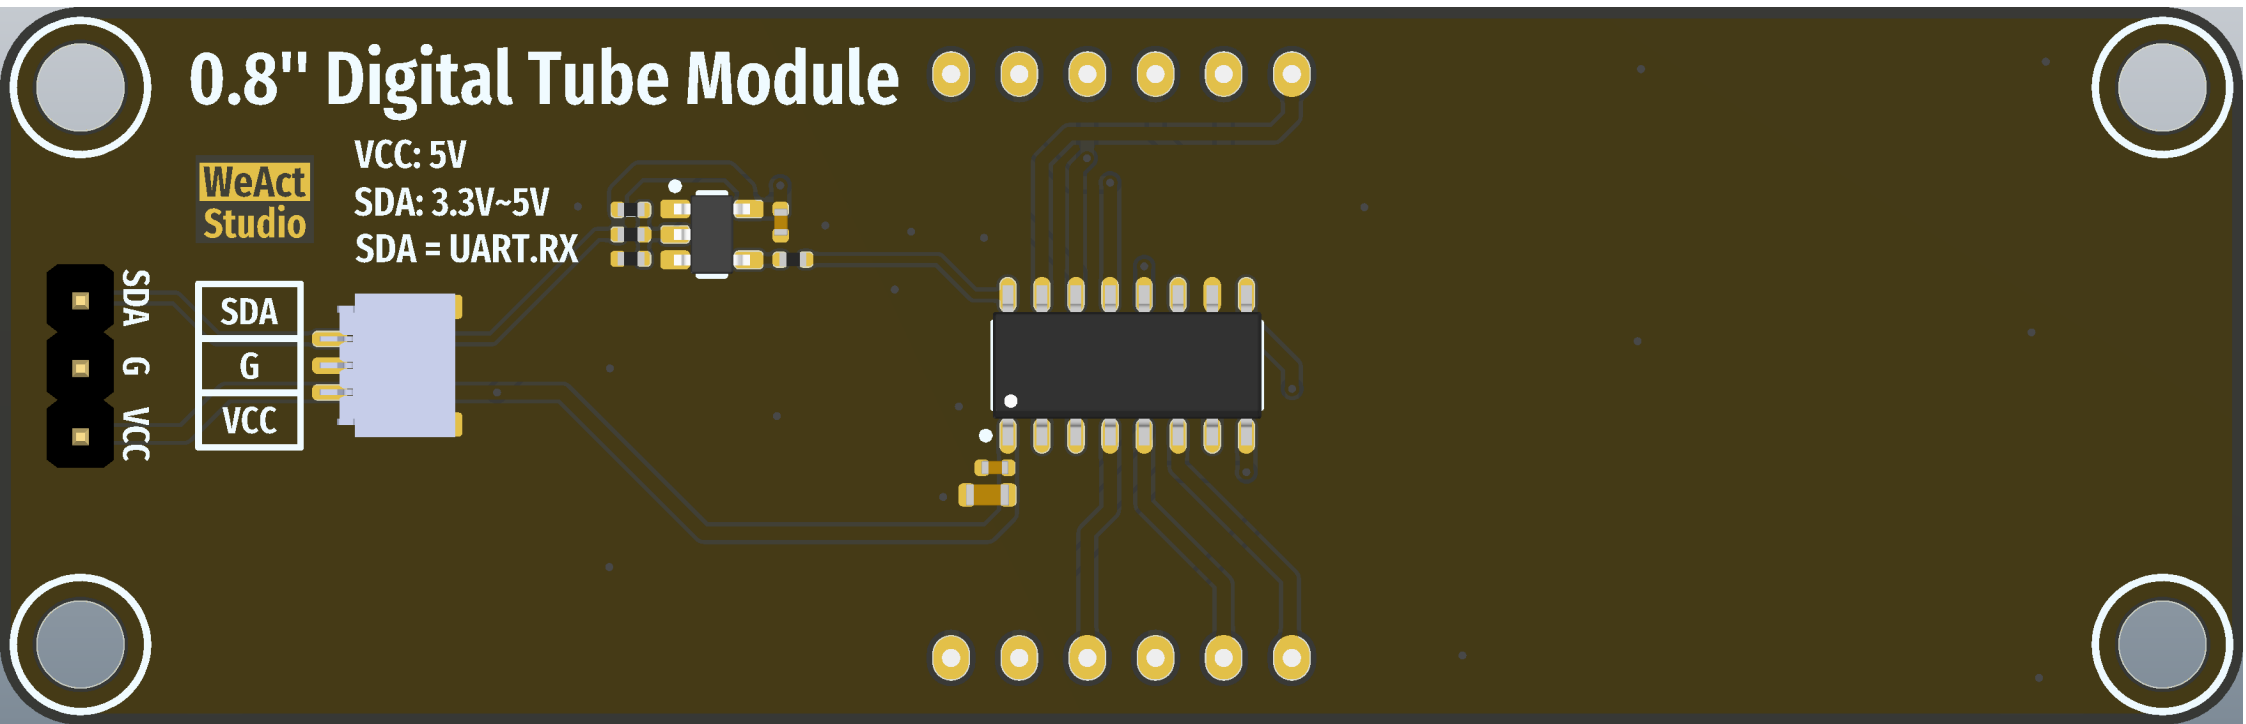 0.8" Digital Tube Module
VCC: 5V
SDA: 3.3V~5V
SDA = UART.RX
WeAct
Studio
SDA
G
VCC
SDA
G
VCC